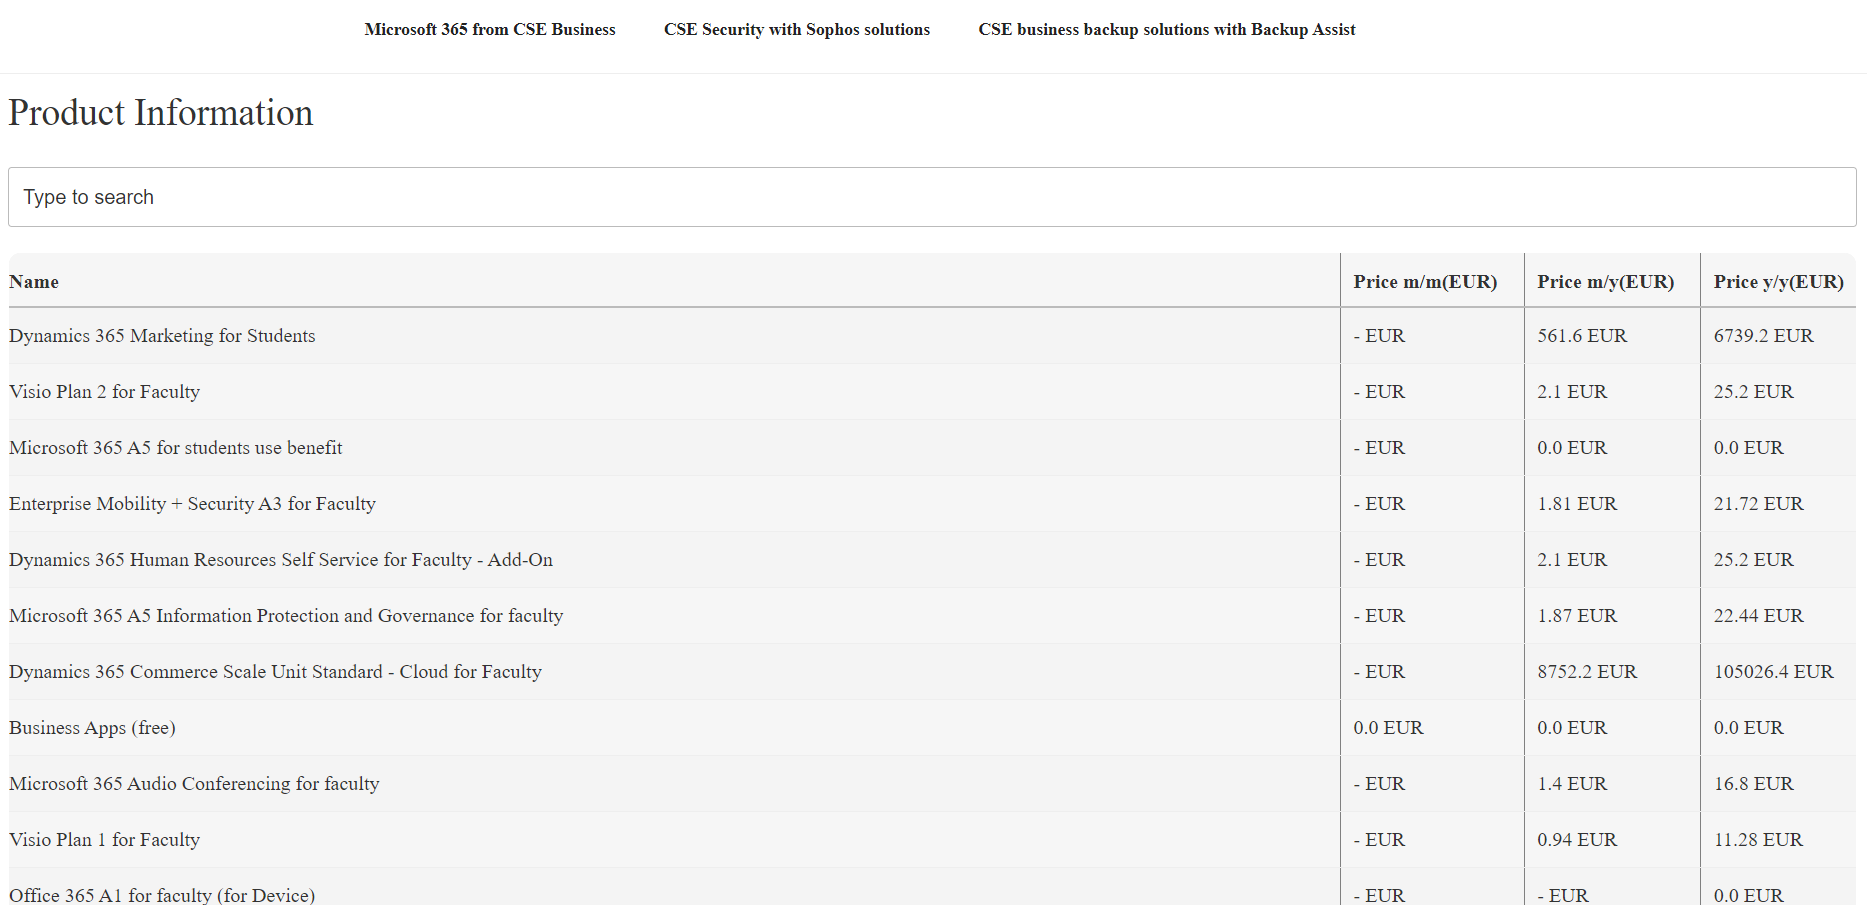 Microsoft 365 from CSE Business CSE Security with Sophos solutions CSE business backup solutions with Backup Assist
Product Information
Type to search
Name Price m/m(EUR) Price m/y(EUR) Price y/y(EUR)
Dynamics 365 Marketing for Students - EUR 561.6 EUR 6739.2 EUR
Visio Plan 2 for Faculty - EUR 2.1 EUR 25.2 EUR
Microsoft 365 A5 for students use benefit - EUR 0.0 EUR 0.0 EUR
Enterprise Mobility + Security A3 for Faculty - EUR 1.81 EUR 21.72 EUR
Dynamics 365 Human Resources Self Service for Faculty - Add-On - EUR 2.1 EUR 25.2 EUR
Microsoft 365 A5 Information Protection and Governance for faculty - EUR 1.87 EUR 22.44 EUR
Dynamics 365 Commerce Scale Unit Standard - Cloud for Faculty - EUR 8752.2 EUR 105026.4 EUR
Business Apps (free) 0.0 EUR 0.0 EUR 0.0 EUR
Microsoft 365 Audio Conferencing for faculty - EUR 1.4 EUR 16.8 EUR
Visio Plan 1 for Faculty - EUR 0.94 EUR 11.28 EUR
Office 365 A1 for faculty (for Device) - EUR - EUR 0.0 EUR